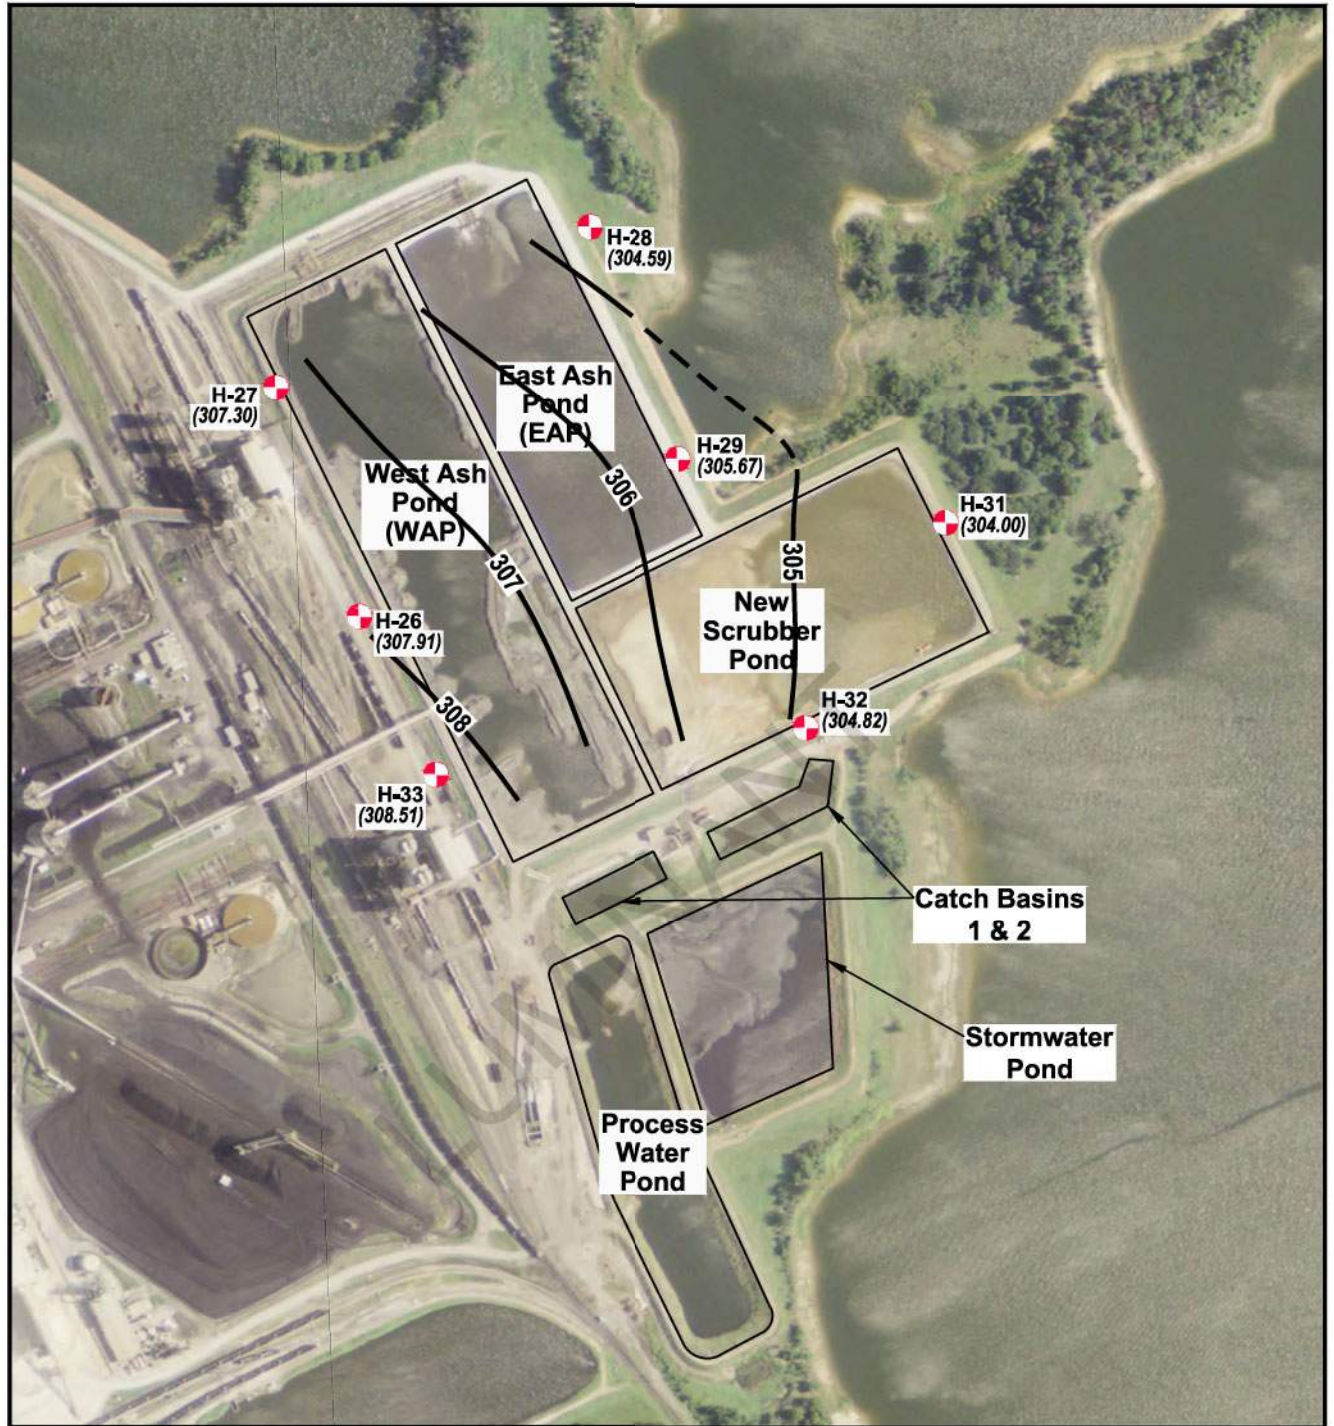 H-28
(304.59)
H-27
(307.30)
East Ash
Pond
(EAP)
H-29
(305.67)
West Ash
Pond
(WAP)
306
H-31
(304.00)
305
307
New
Scrubber
Pond
H-26
(307.91)
308
H-32
(304.82)
H-33
(308.51)
Catch Basins
1 & 2
Stormwater
Pond
Process
Water
Pond